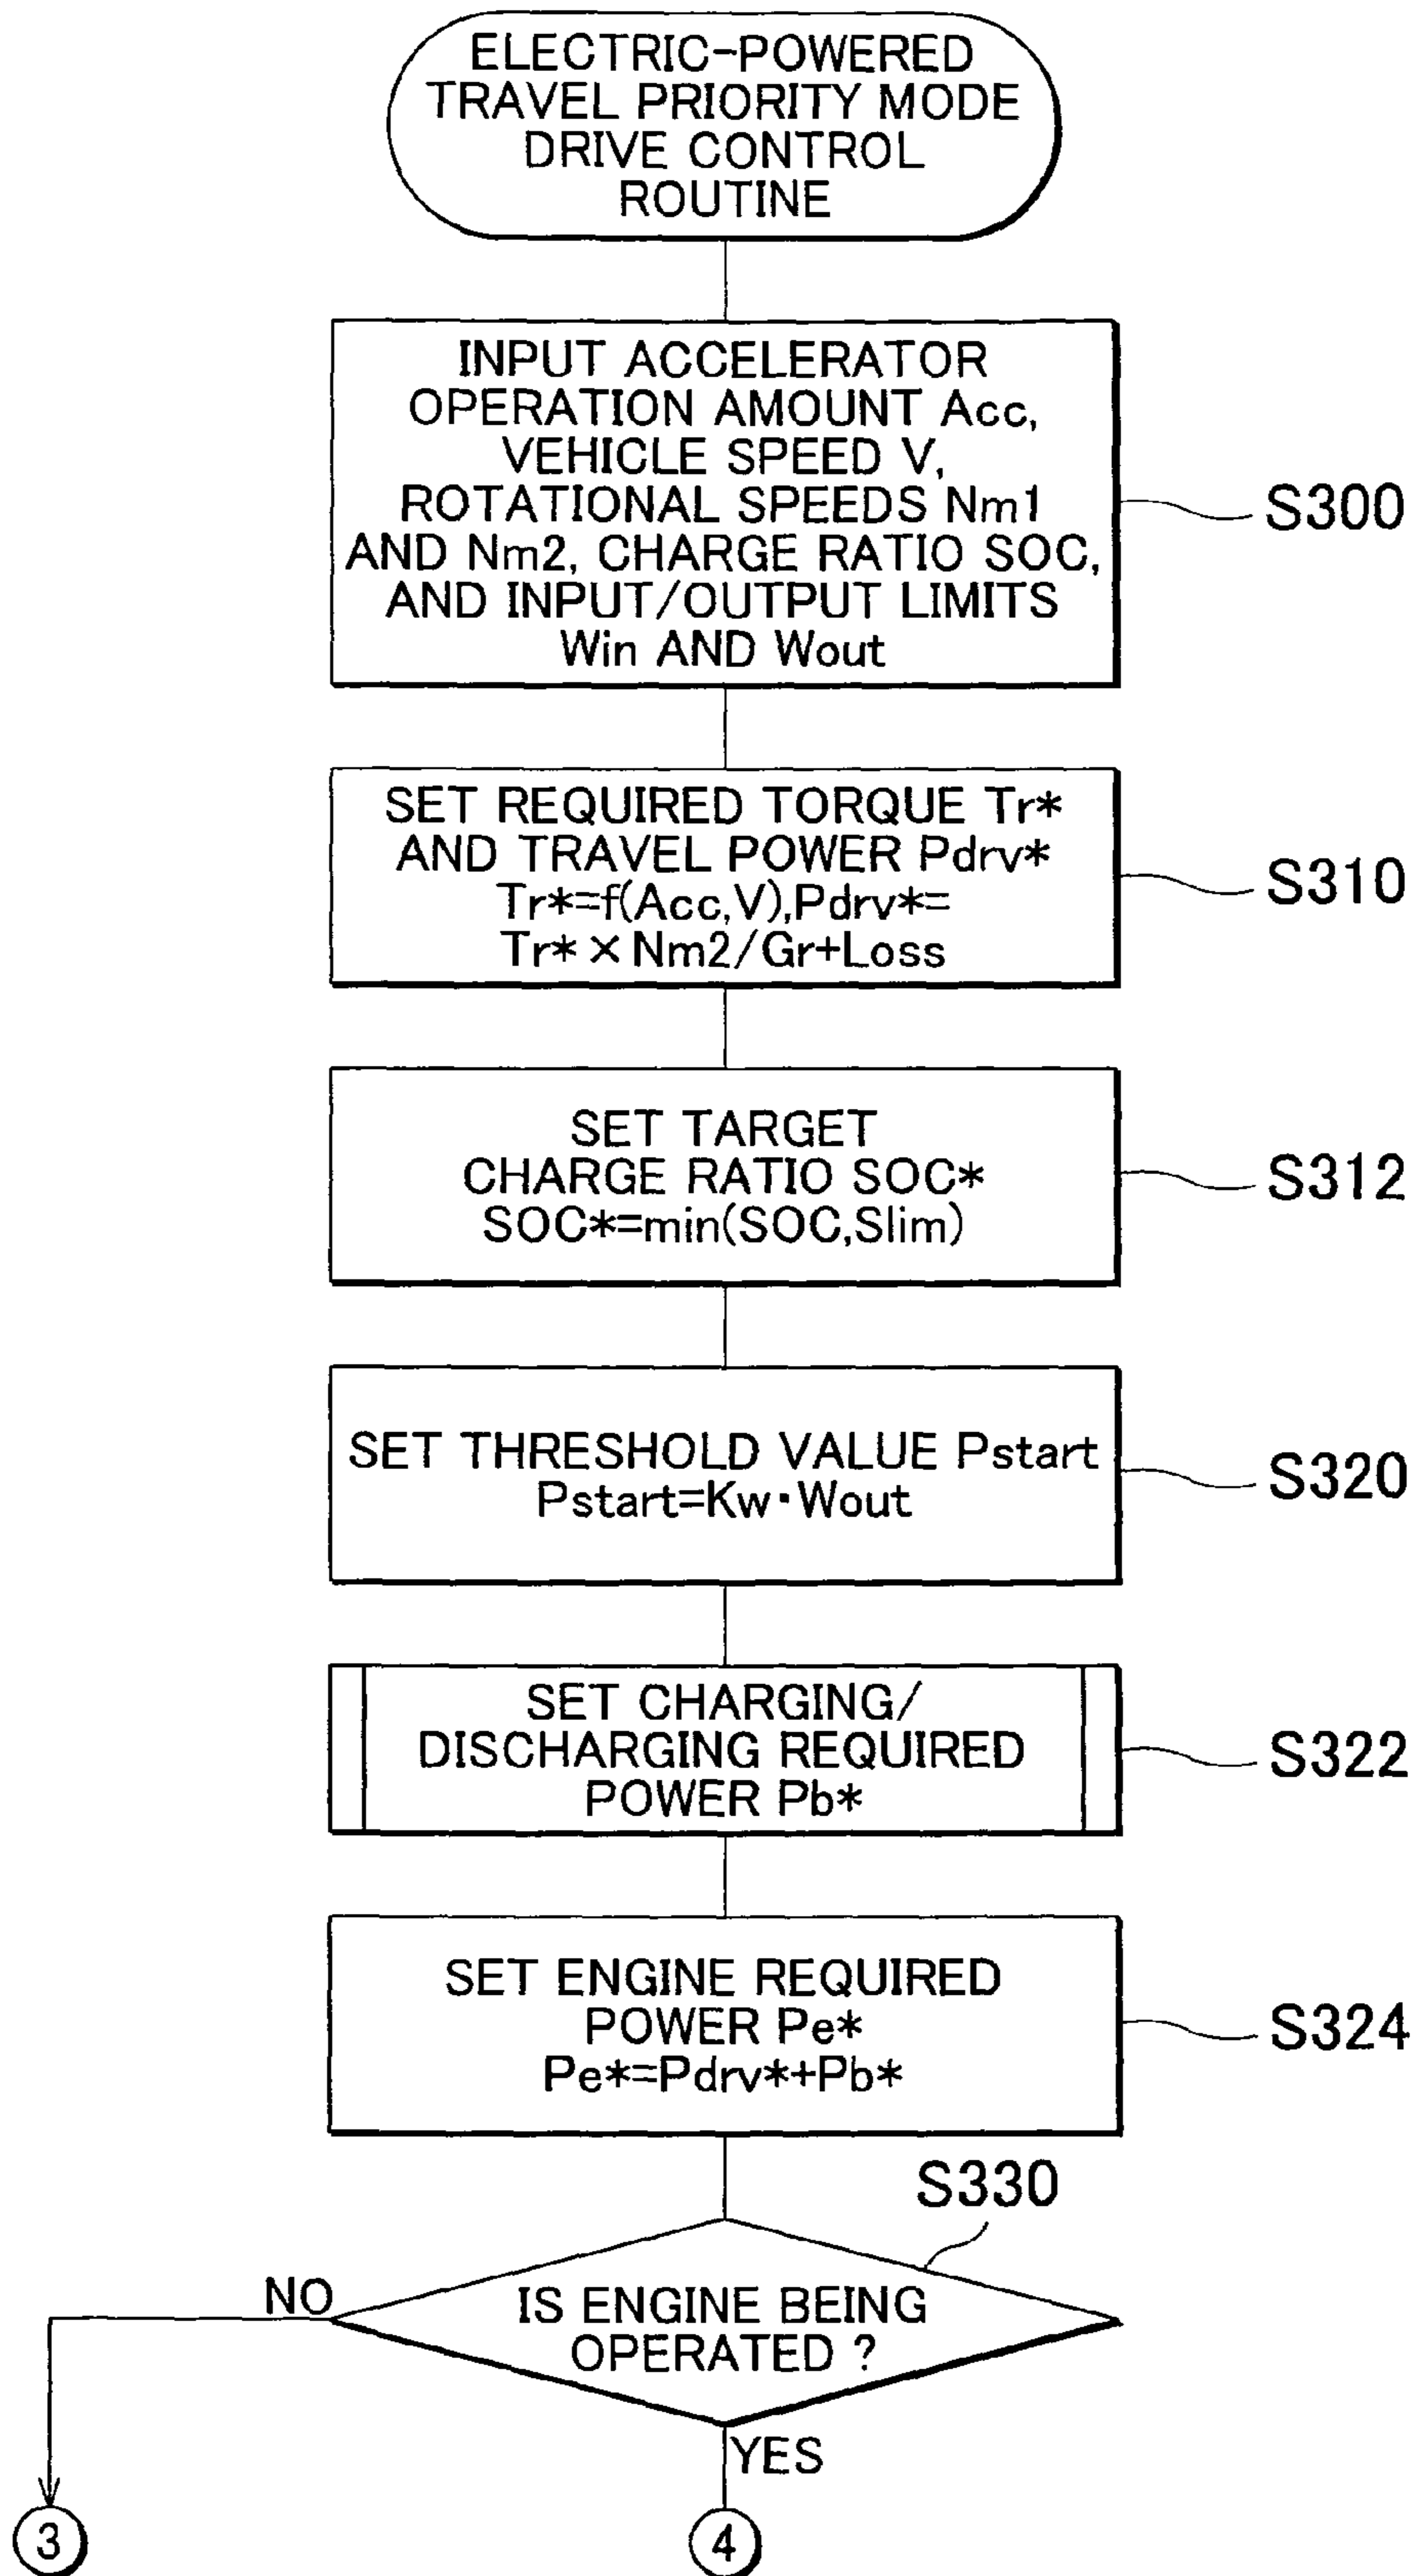 ELECTRIC-POWERED
TRAVEL PRIORITY MODE
DRIVE CONTROL
ROUTINE
INPUT ACCELERATOR
OPERATION AMOUNT Acc,
VEHICLE SPEED V,
ROTATIONAL SPEEDS Nm1
AND Nm2, CHARGE RATIO SOC,
AND INPUT/OUTPUT LIMITS
Win AND Wout
S300
SET REQUIRED TORQUE Tr*
AND TRAVEL POWER Pdrv*
Tr*=f(Acc,V),Pdrv*=
Tr*×Nm2/Gr+Loss
S310
SET TARGET
CHARGE RATIO SOC*
SOC*=min(SOC,Slim)
S312
SET THRESHOLD VALUE Pstart
Pstart=Kw·Wout
S320
SET CHARGING/
DISCHARGING REQUIRED
POWER Pb*
S322
SET ENGINE REQUIRED
POWER Pe*
Pe*=Pdrv*+Pb*
S324
S330
IS ENGINE BEING
OPERATED ?
NO
YES
3
4